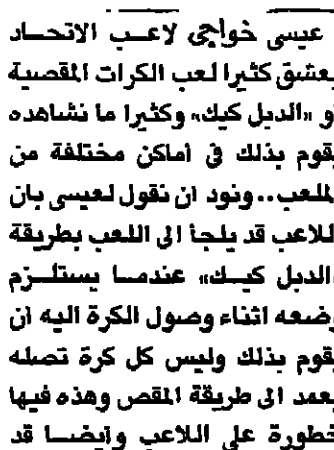 عيسى خواجي لاعب الاتحاد
يعشق كثيرا لعب الكرات المقصية
او «الدبل كيك» وكثيرا ما نشاهده
يقوم بذلك في اماكن مختلفة من
الملعب.. ونود ان نقول لعيسى بان
اللاعب قد يلجأ الى اللعب بطريقة
«الدبل كيك» عندما يستلزم
وضعه اثناء وصول الكرة اليه ان
يقوم بذلك وليس كل كرة تصله
يعمد الى طريقة المقص وهذه فيها
خطورة على اللاعب وايضا قد